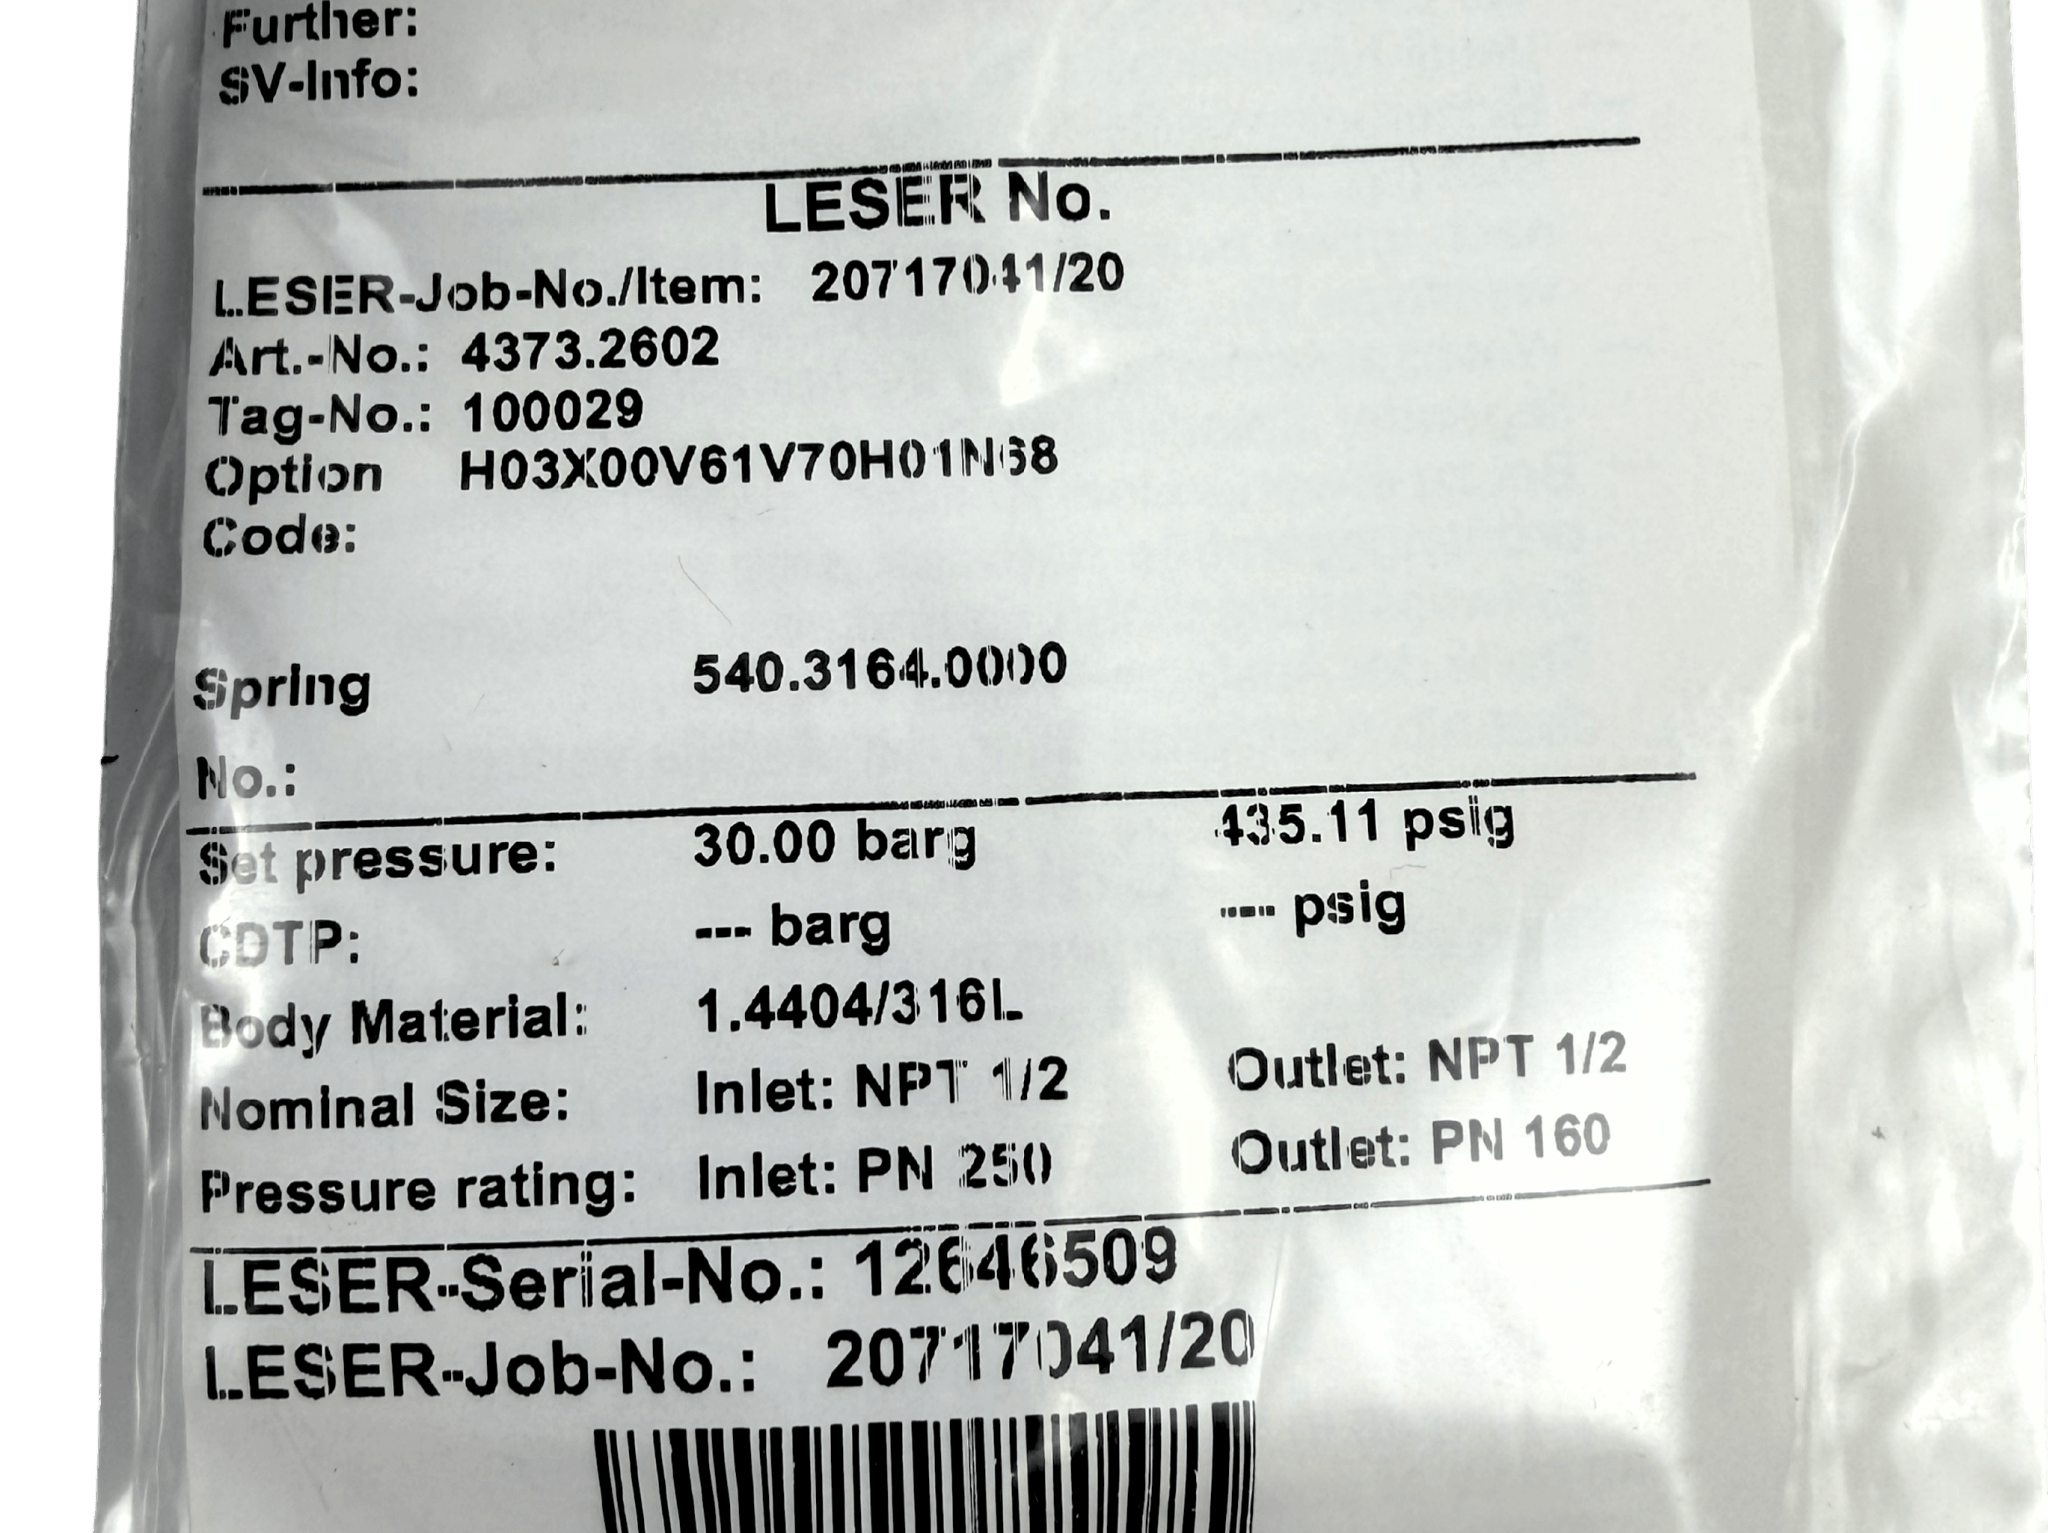 Further:
SV-Info:
LESER No.
LESER-Job-No./Item: 20717041/20
Art.-No.: 4373.2602
Tag-No.: 100029
Option H03X00V61V70H01N68
Code:
Spring 540.3164.0000
No.:
Set pressure: 30.00 barg 435.11 psig
CDTP: --- barg --- psig
Body Material: 1.4404/316L
Nominal Size: Inlet: NPT 1/2 Outlet: NPT 1/2
Pressure rating: Inlet: PN 250 Outlet: PN 160
LESER-Serial-No.: 12646509
LESER-Job-No.: 20717041/20